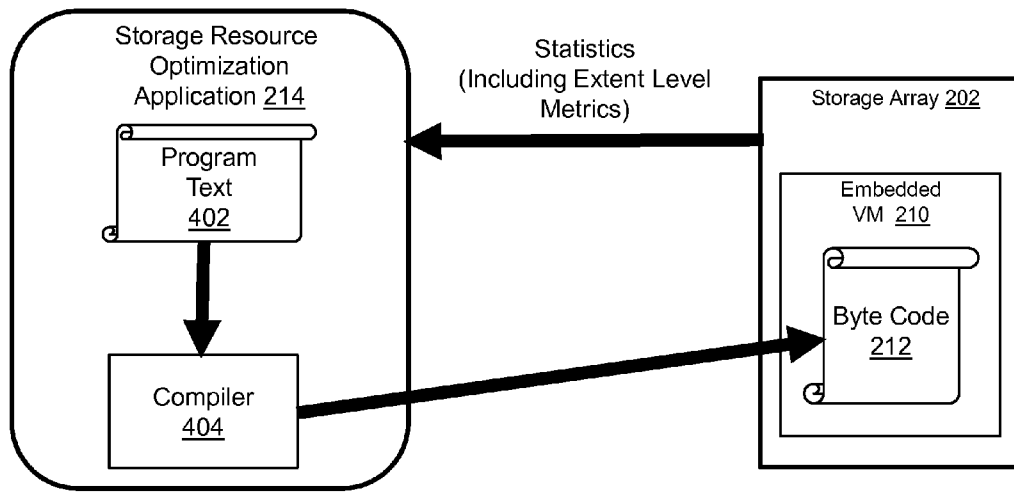 Storage Resource
Optimization
Application 214
Program
Text
402
Compiler
404
Statistics
(Including Extent Level
Metrics)
Storage Array 202
Embedded
VM 210
Byte Code
212